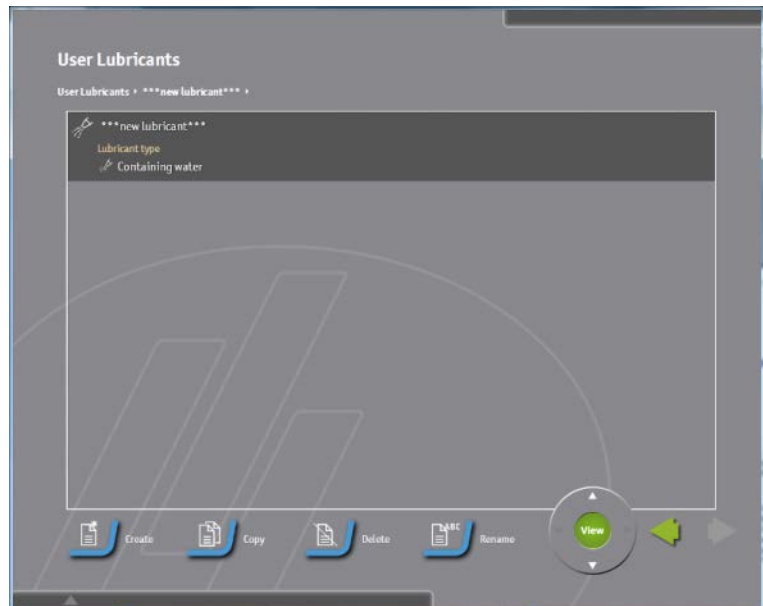 User Lubricants
User Lubricants ▸ ***new lubricant*** ▸
***new lubricant***
Lubricant type
Containing water
Create
Copy
Delete
ABC
Rename
View